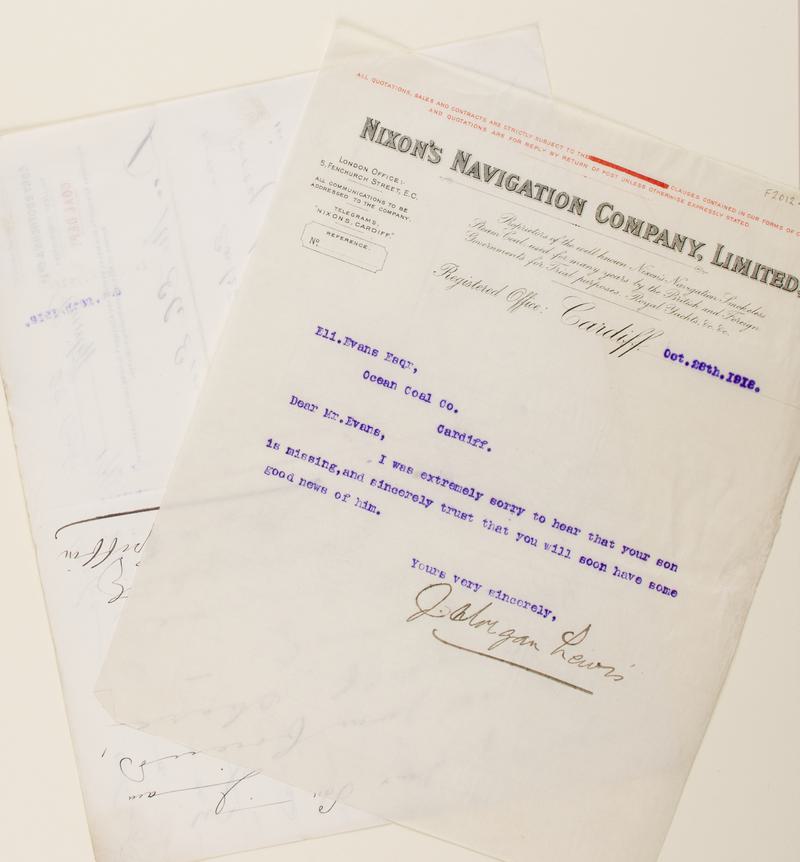 ALL QUOTATIONS, SALES AND CONTRACTS ARE STRICTLY SUBJECT TO THE CLAUSES CONTAINED IN OUR FORMS OF C
AND QUOTATIONS ARE FOR REPLY BY RETURN OF POST UNLESS OTHERWISE EXPRESSLY STATED.
F2012
NIXON'S NAVIGATION COMPANY, LIMITED.
LONDON OFFICE:-
5, FENCHURCH STREET, E.C.
ALL COMMUNICATIONS TO BE
ADDRESSED TO THE COMPANY.
TELEGRAMS,
"NIXONS, CARDIFF"
REFERENCE.
No
Proprietors of the well known Nixon's Navigation Smokeless
Steam Coal used for many years by the British and Foreign
Governments for Trial purposes, Royal Yachts, &c. &c.
Registered Office: Cardiff
Oct.28th.1918.
Eli.Evans Esqr,
Ocean Coal Co.
Cardiff.
Dear Mr.Evans,
I was extremely sorry to hear that your son
is missing,and sincerely trust that you will soon have some
good news of him.
Yours very sincerely,
J. Morgan Lewis